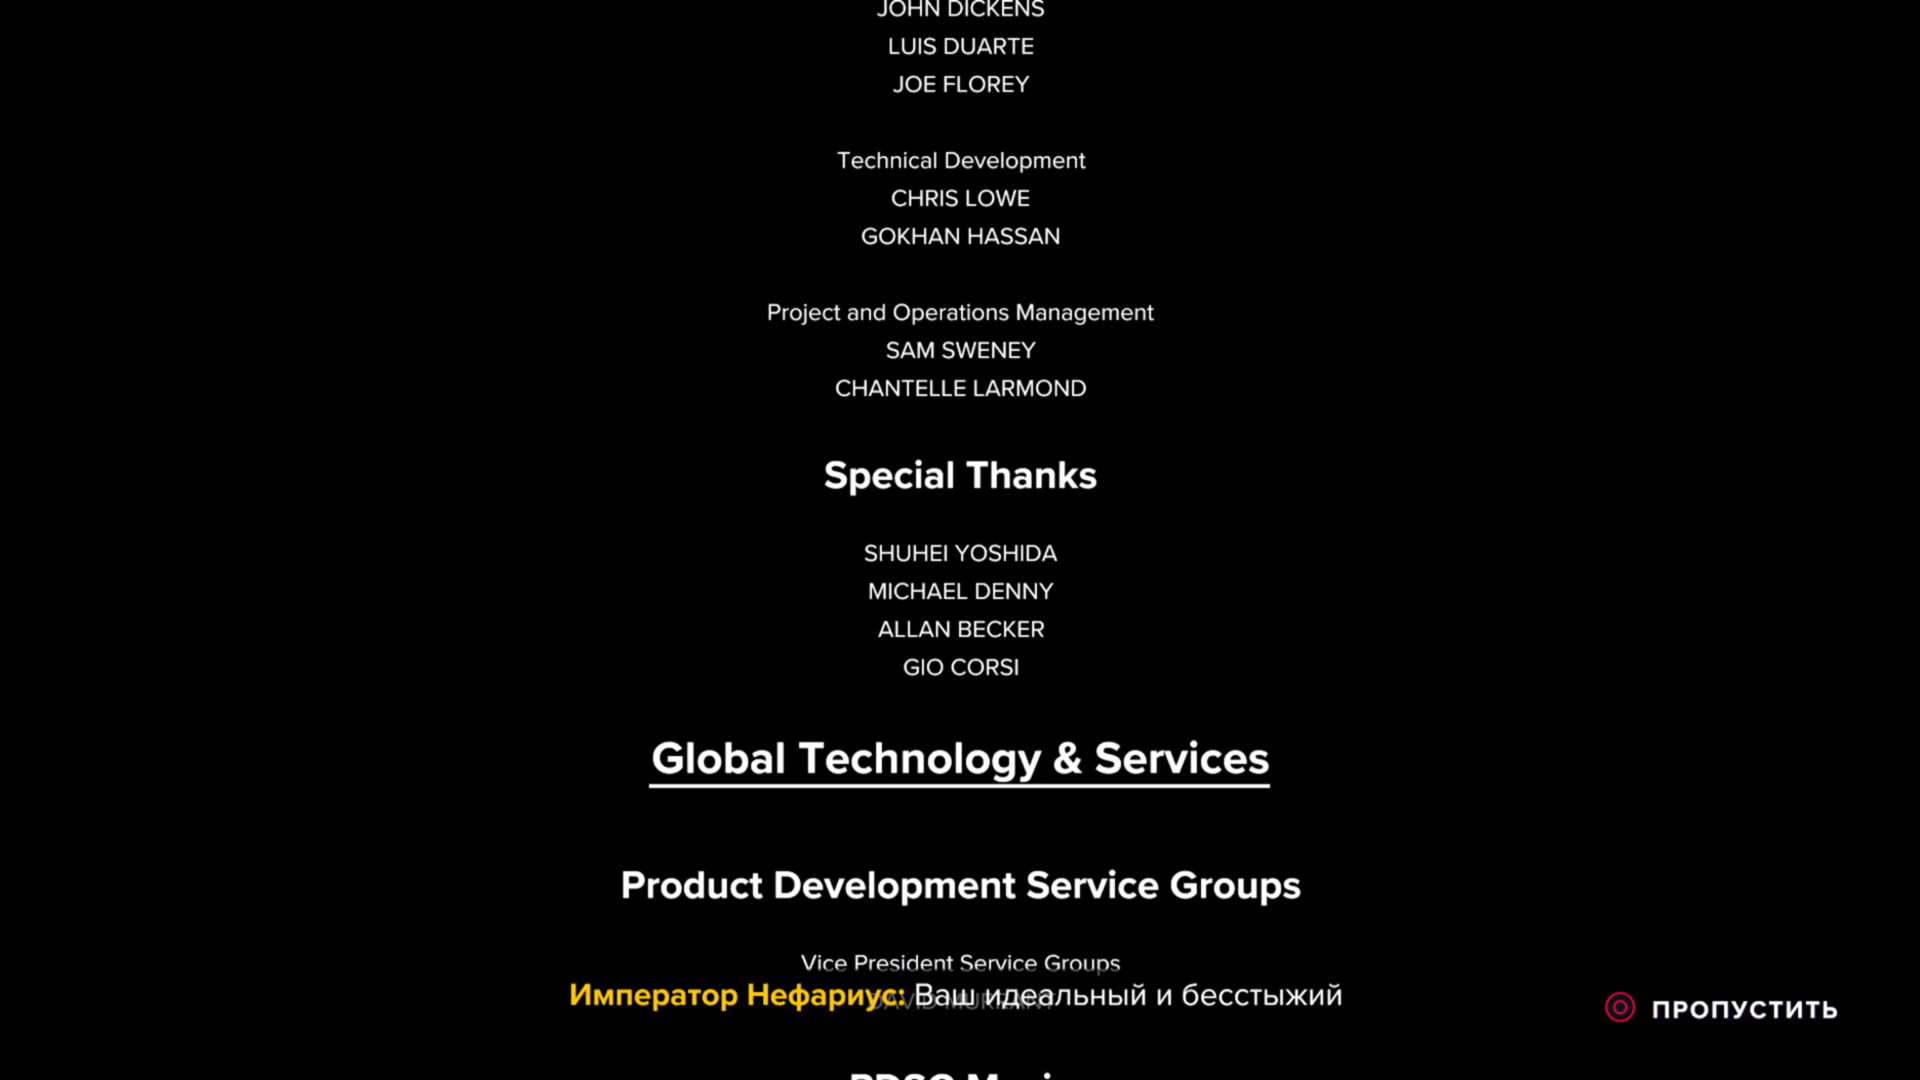 JOHN DICKENS
LUIS DUARTE
JOE FLOREY
Technical Development
CHRIS LOWE
GOKHAN HASSAN
Project and Operations Management
SAM SWENEY
CHANTELLE LARMOND
Special Thanks
SHUHEI YOSHIDA
MICHAEL DENNY
ALLAN BECKER
GIO CORSI
Global Technology & Services
Product Development Service Groups
Vice President Service Groups
Император Нефариус: Ваш идеальный и бесстыжий
ПРОПУСТИТЬ